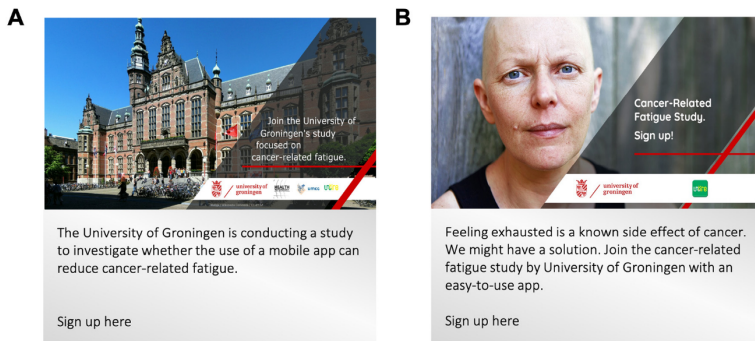 A
Join the University of
Groningen's study
focused on
cancer-related fatigue.
university of
groningen
umcg
The University of Groningen is conducting a study
to investigate whether the use of a mobile app can
reduce cancer-related fatigue.
Sign up here
B
Cancer-Related
Fatigue Study.
Sign up!
university of
groningen
Feeling exhausted is a known side effect of cancer.
We might have a solution. Join the cancer-related
fatigue study by University of Groningen with an
easy-to-use app.
Sign up here